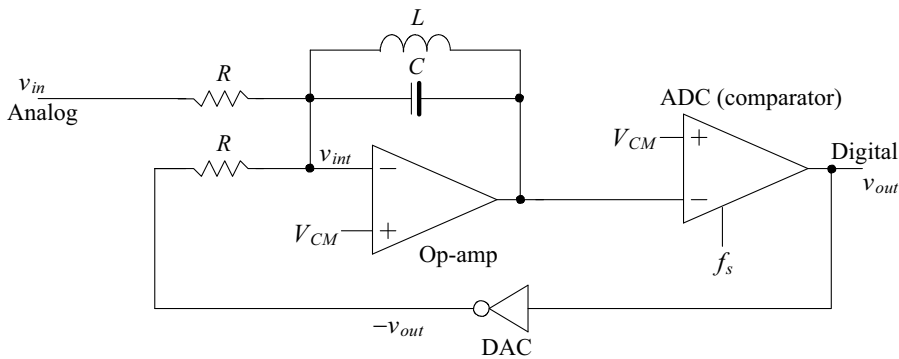 L
C
v_in
R
Analog
ADC (comparator)
R
v_int
V_CM
Digital
v_out
V_CM
Op-amp
f_s
−v_out
DAC